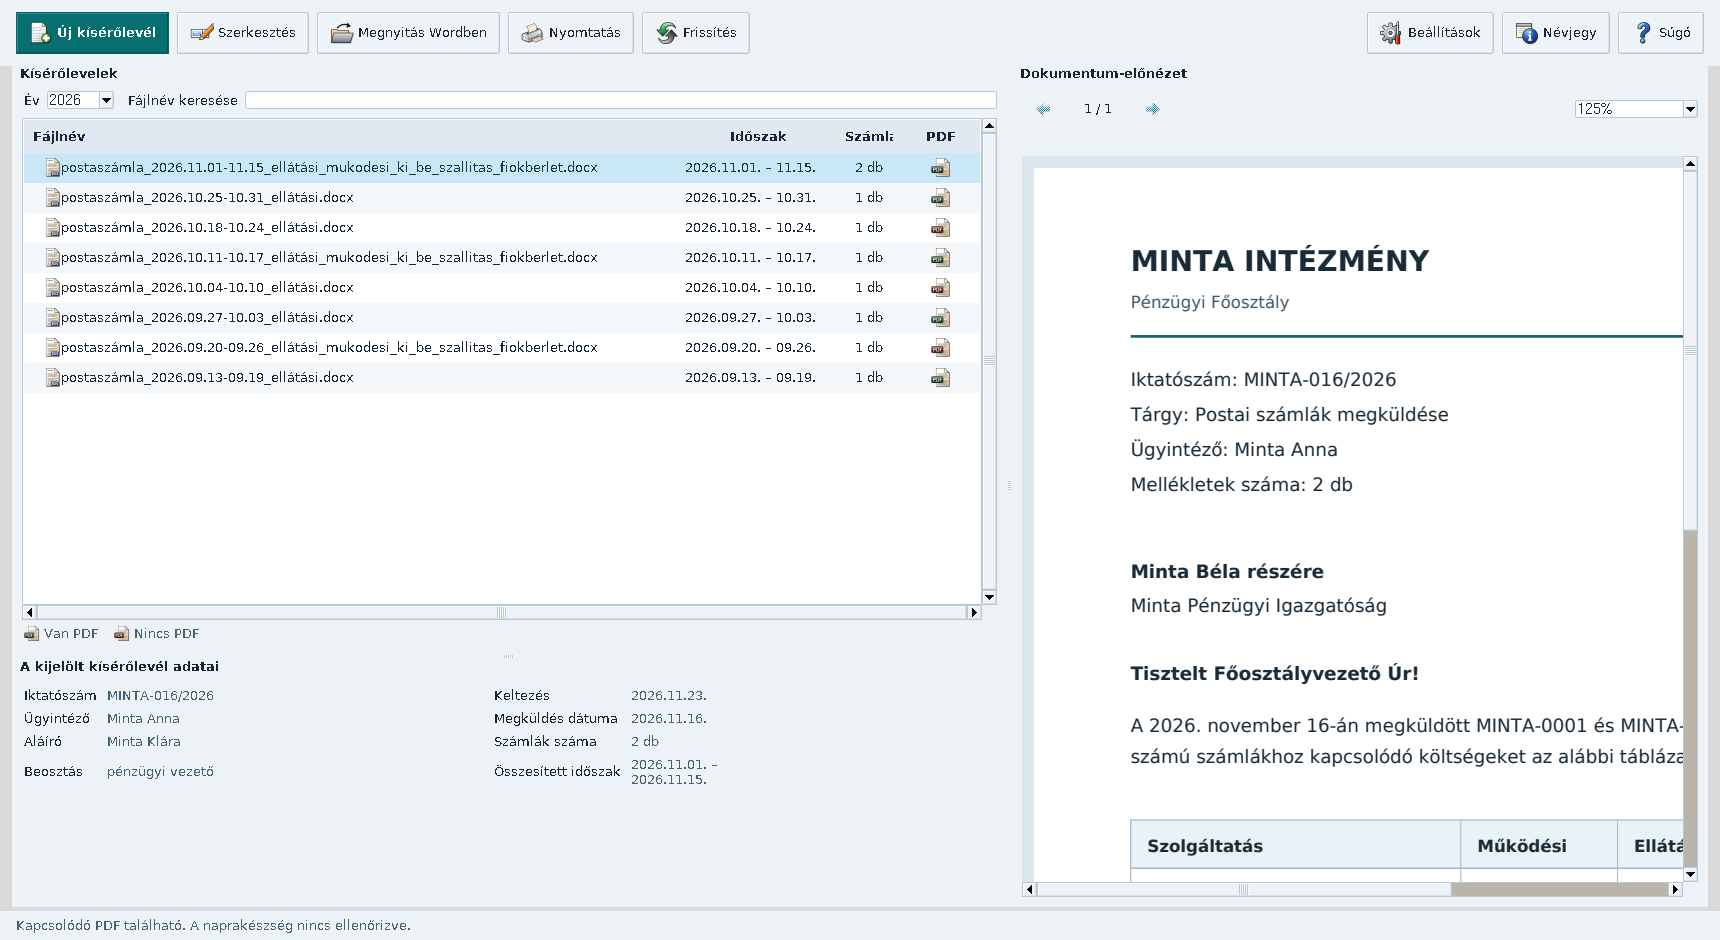 Új kísérőlevél
Szerkesztés
Megnyitás Wordben
Nyomtatás
Frissítés
Beállítások
Névjegy
Súgó
Kísérőlevelek
Év 2026 Fájlnév keresése
Fájlnév Időszak Száml PDF
postaszámla_2026.11.01-11.15_ellátási_mukodesi_ki_be_szallitas_fiokberlet.docx 2026.11.01. – 11.15. 2 db PDF
postaszámla_2026.10.25-10.31_ellátási.docx 2026.10.25. – 10.31. 1 db PDF
postaszámla_2026.10.18-10.24_ellátási.docx 2026.10.18. – 10.24. 1 db PDF
postaszámla_2026.10.11-10.17_ellátási_mukodesi_ki_be_szallitas_fiokberlet.docx 2026.10.11. – 10.17. 1 db PDF
postaszámla_2026.10.04-10.10_ellátási.docx 2026.10.04. – 10.10. 1 db PDF
postaszámla_2026.09.27-10.03_ellátási.docx 2026.09.27. – 10.03. 1 db PDF
postaszámla_2026.09.20-09.26_ellátási_mukodesi_ki_be_szallitas_fiokberlet.docx 2026.09.20. – 09.26. 1 db PDF
postaszámla_2026.09.13-09.19_ellátási.docx 2026.09.13. – 09.19. 1 db PDF
Van PDF Nincs PDF
A kijelölt kísérőlevél adatai
Iktatószám MINTA-016/2026
Ügyintéző Minta Anna
Aláíró Minta Klára
Beosztás pénzügyi vezető
Keltezés 2026.11.23.
Megküldés dátuma 2026.11.16.
Számlák száma 2 db
Összesített időszak 2026.11.01. –
2026.11.15.
Dokumentum-előnézet
1 / 1
125%
MINTA INTÉZMÉNY
Pénzügyi Főosztály
Iktatószám: MINTA-016/2026
Tárgy: Postai számlák megküldése
Ügyintéző: Minta Anna
Mellékletek száma: 2 db
Minta Béla részére
Minta Pénzügyi Igazgatóság
Tisztelt Főosztályvezető Úr!
A 2026. november 16-án megküldött MINTA-0001 és MINTA-
számú számlákhoz kapcsolódó költségeket az alábbi tábláza
Szolgáltatás Működési Ellátá
Kapcsolódó PDF található. A naprakészség nincs ellenőrizve.